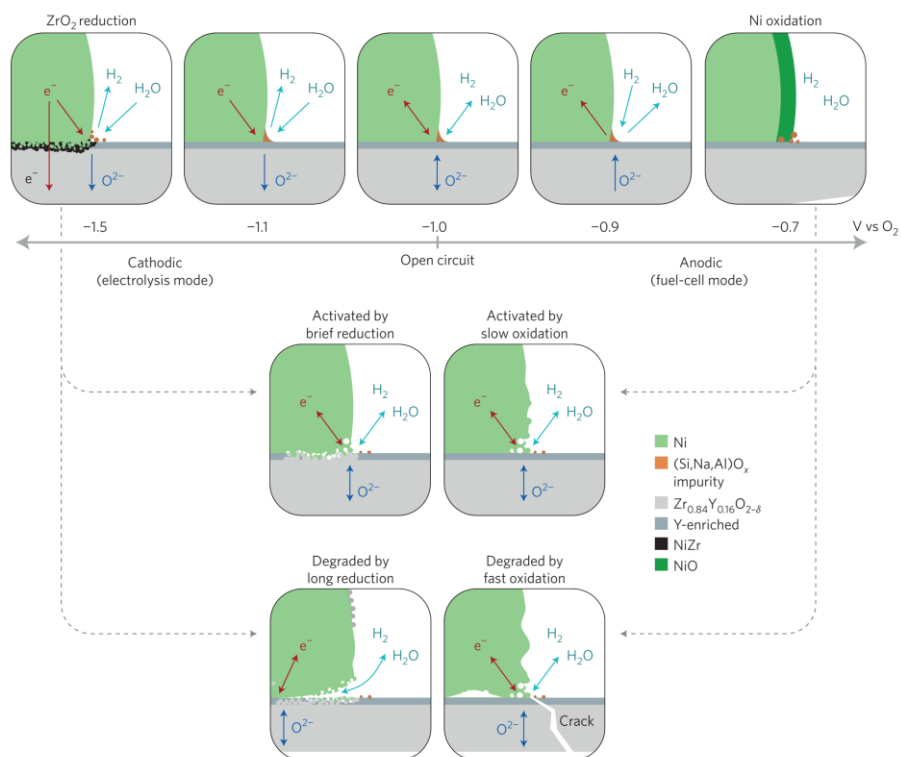 ZrO₂ reduction
Ni oxidation
e⁻
H₂
H₂O
e⁻
O²⁻
e⁻
H₂
H₂O
O²⁻
e⁻
H₂
H₂O
O²⁻
e⁻
H₂
H₂O
O²⁻
H₂
H₂O
−1.5
−1.1
−1.0
−0.9
−0.7
V vs O₂
Cathodic
(electrolysis mode)
Open circuit
Anodic
(fuel-cell mode)
Activated by
brief reduction
Activated by
slow oxidation
e⁻
H₂
H₂O
O²⁻
e⁻
H₂
H₂O
O²⁻
Ni
(Si,Na,Al)Oₓ
impurity
Zr₀.₈₄Y₀.₁₆O₂₋δ
Y-enriched
NiZr
NiO
Degraded by
long reduction
Degraded by
fast oxidation
e⁻
H₂
H₂O
O²⁻
e⁻
H₂
H₂O
O²⁻
Crack